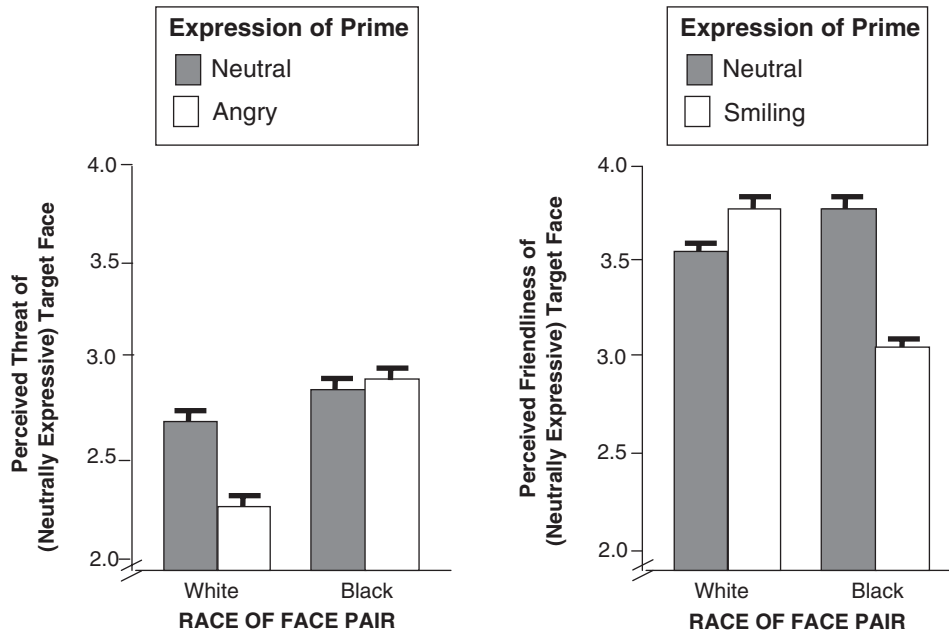 Expression of Prime
Neutral
Angry
4.0
3.5
3.0
2.5
2.0
Perceived Threat of
(Neutrally Expressive) Target Face
White
Black
RACE OF FACE PAIR
Expression of Prime
Neutral
Smiling
4.0
3.5
3.0
2.5
2.0
Perceived Friendliness of
(Neutrally Expressive) Target Face
White
Black
RACE OF FACE PAIR